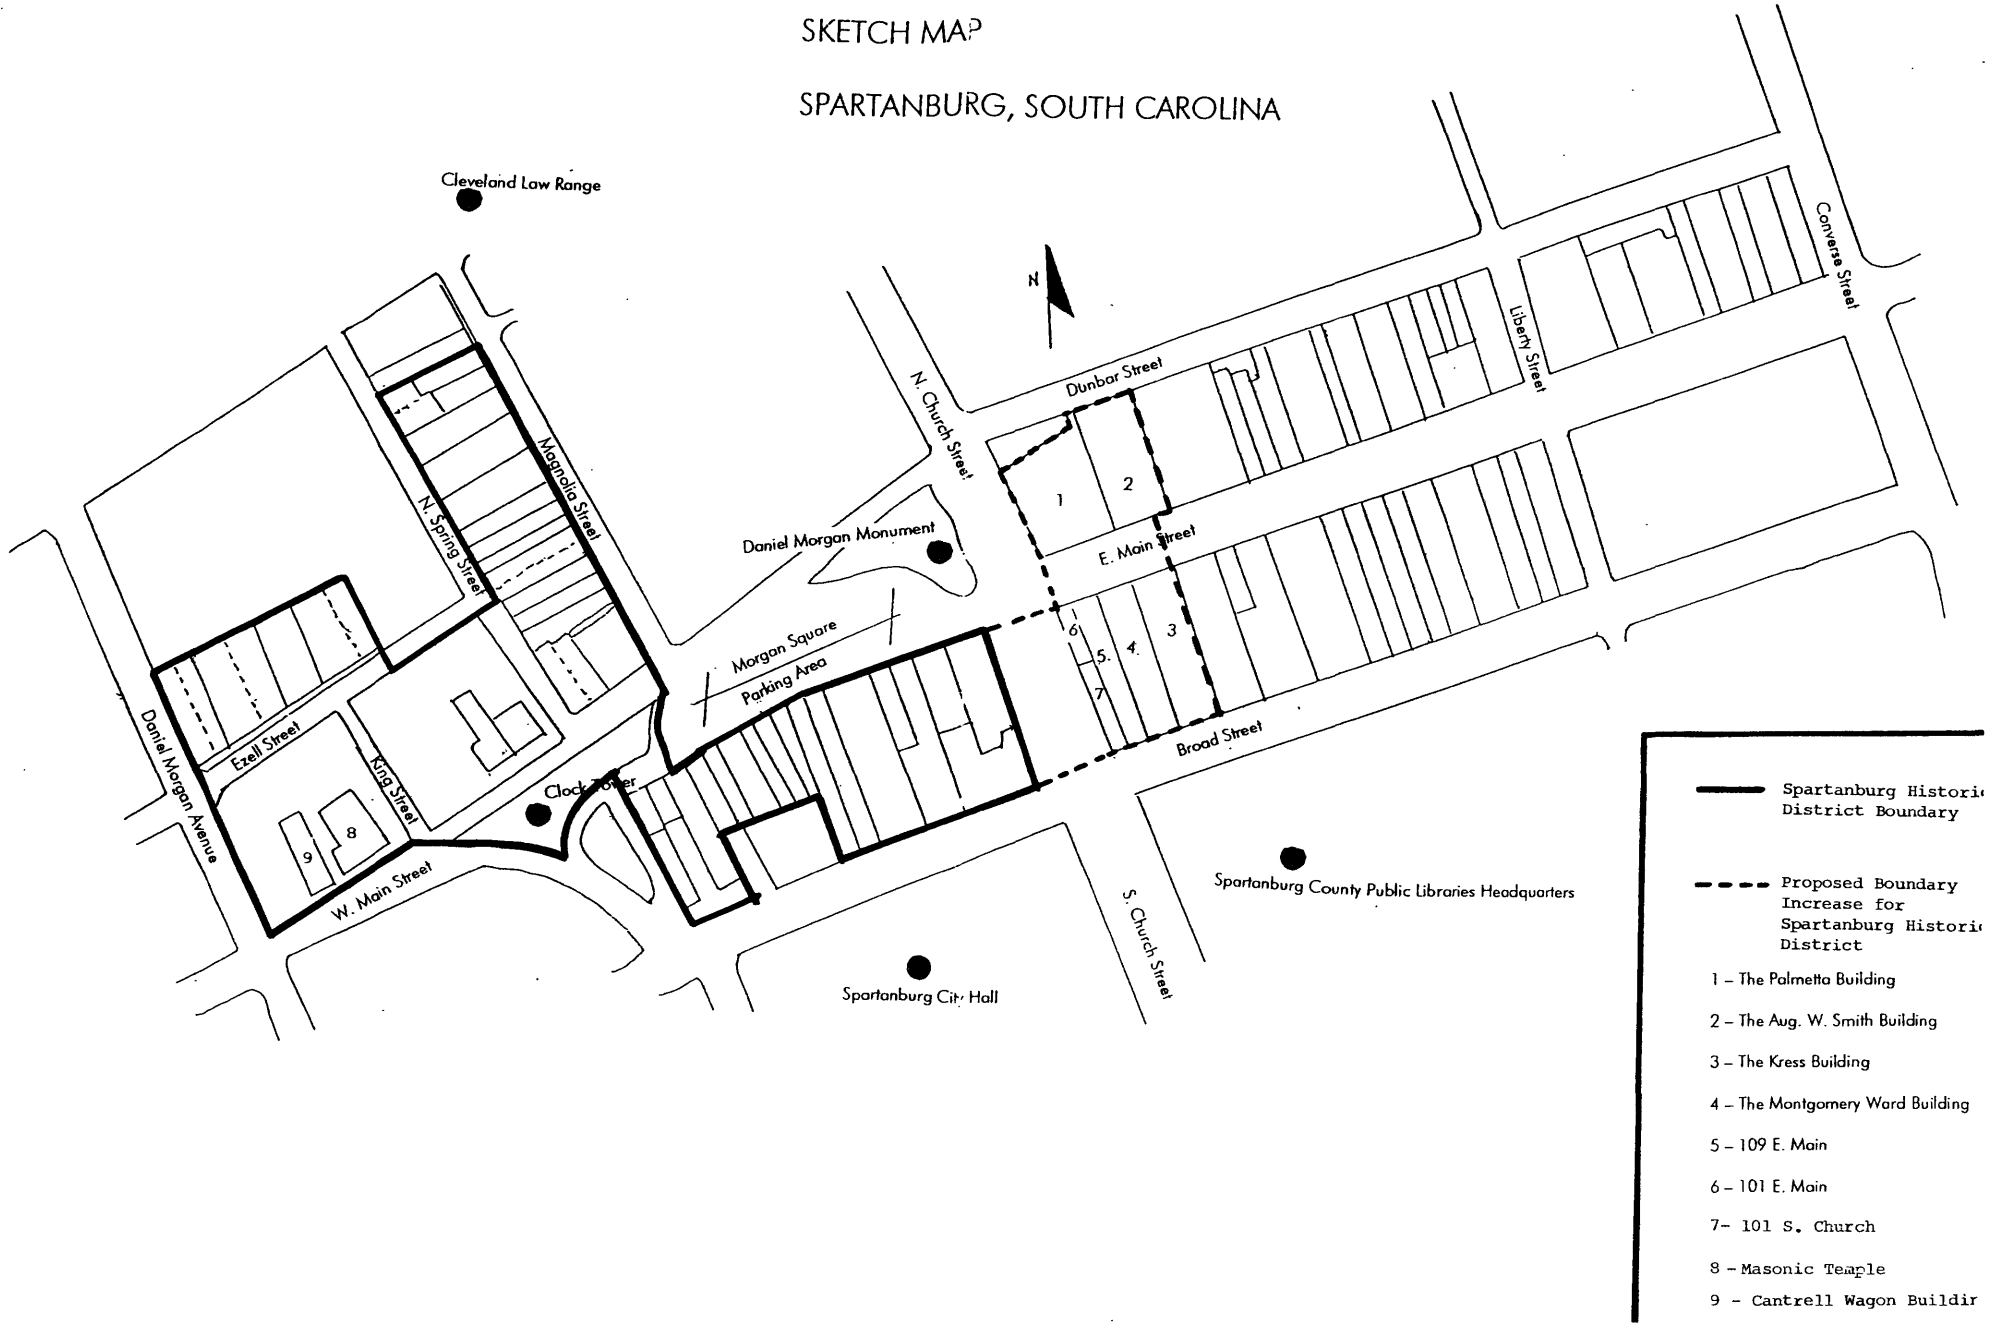 SKETCH MAP
SPARTANBURG, SOUTH CAROLINA
Cleveland Law Range
N
Converse Street
Liberty Street
Dunbar Street
N. Church Street
Magnolia Street
N. Spring Street
1
2
Daniel Morgan Monument
E. Main Street
Morgan Square
Parking Area
6
5.
4.
3
7
Daniel Morgan Avenue
Ezell Street
King Street
Clock Tower
Broad Street
8
9
W. Main Street
S. Church Street
Spartanburg County Public Libraries Headquarters
Spartanburg City Hall
Spartanburg Histori
District Boundary
Proposed Boundary
Increase for
Spartanburg Histori
District
1 – The Palmetta Building
2 – The Aug. W. Smith Building
3 – The Kress Building
4 – The Montgomery Ward Building
5 – 109 E. Main
6 – 101 E. Main
7- 101 S. Church
8 – Masonic Temple
9 - Cantrell Wagon Buildir